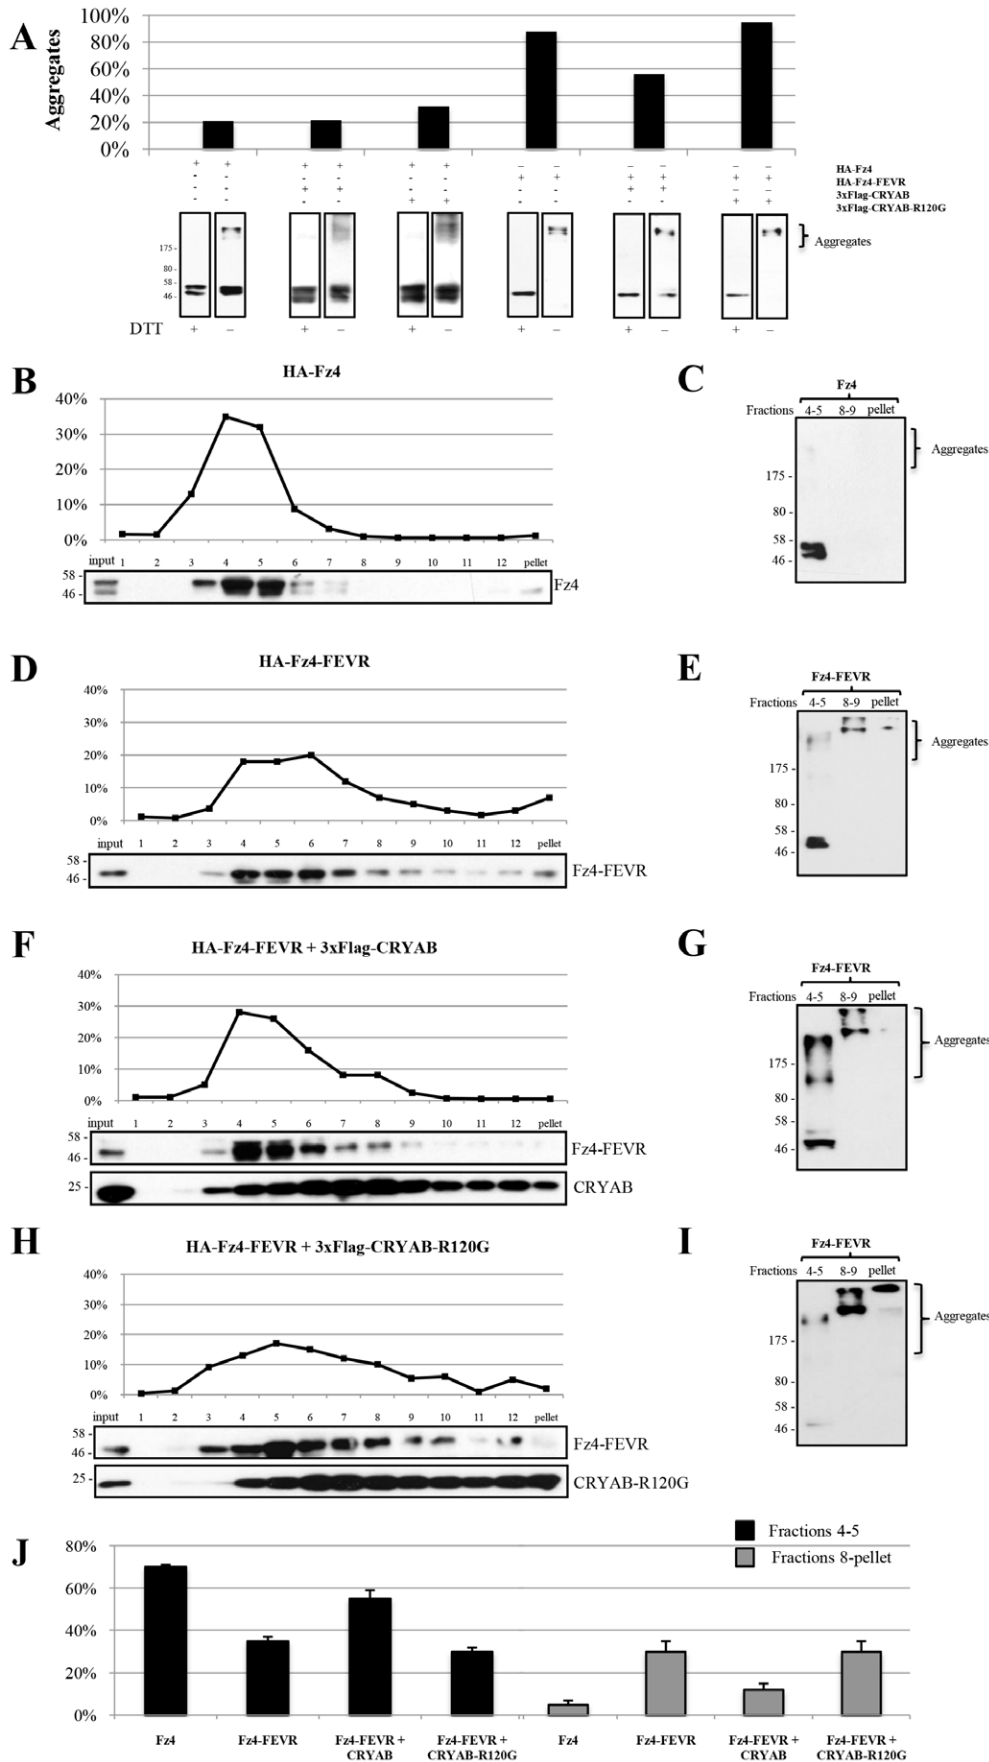 A
Aggregates
100%
80%
60%
40%
20%
0%
+ + + + + + – – – – – –
- - - - - - + + + + + +
- - + + - - - - + + – –
- - - - + + - - - - + +
HA-Fz4
HA-Fz4-FEVR
3xFlag-CRYAB
3xFlag-CRYAB-R120G
175 -
80 -
58 -
46 -
Aggregates
DTT + – + – + – + – + – + –
B
HA-Fz4
40%
30%
20%
10%
0%
input 1 2 3 4 5 6 7 8 9 10 11 12 pellet
58 -
46 -
Fz4
C
Fz4
Fractions 4-5 8-9 pellet
Aggregates
175 -
80 -
58 -
46 -
D
HA-Fz4-FEVR
40%
30%
20%
10%
0%
input 1 2 3 4 5 6 7 8 9 10 11 12 pellet
58 -
46 -
Fz4-FEVR
E
Fz4-FEVR
Fractions 4-5 8-9 pellet
Aggregates
175 -
80 -
58 -
46 -
F
HA-Fz4-FEVR + 3xFlag-CRYAB
40%
30%
20%
10%
0%
input 1 2 3 4 5 6 7 8 9 10 11 12 pellet
58 -
46 -
Fz4-FEVR
25 -
CRYAB
G
Fz4-FEVR
Fractions 4-5 8-9 pellet
Aggregates
175 -
80 -
58 -
46 -
H
HA-Fz4-FEVR + 3xFlag-CRYAB-R120G
40%
30%
20%
10%
0%
input 1 2 3 4 5 6 7 8 9 10 11 12 pellet
58 -
46 -
Fz4-FEVR
25 -
CRYAB-R120G
I
Fz4-FEVR
Fractions 4-5 8-9 pellet
Aggregates
175 -
80 -
58 -
46 -
J
Fractions 4-5
Fractions 8-pellet
80%
60%
40%
20%
0%
Fz4 Fz4-FEVR Fz4-FEVR + Fz4-FEVR + Fz4 Fz4-FEVR Fz4-FEVR + Fz4-FEVR +
CRYAB CRYAB-R120G CRYAB CRYAB-R120G